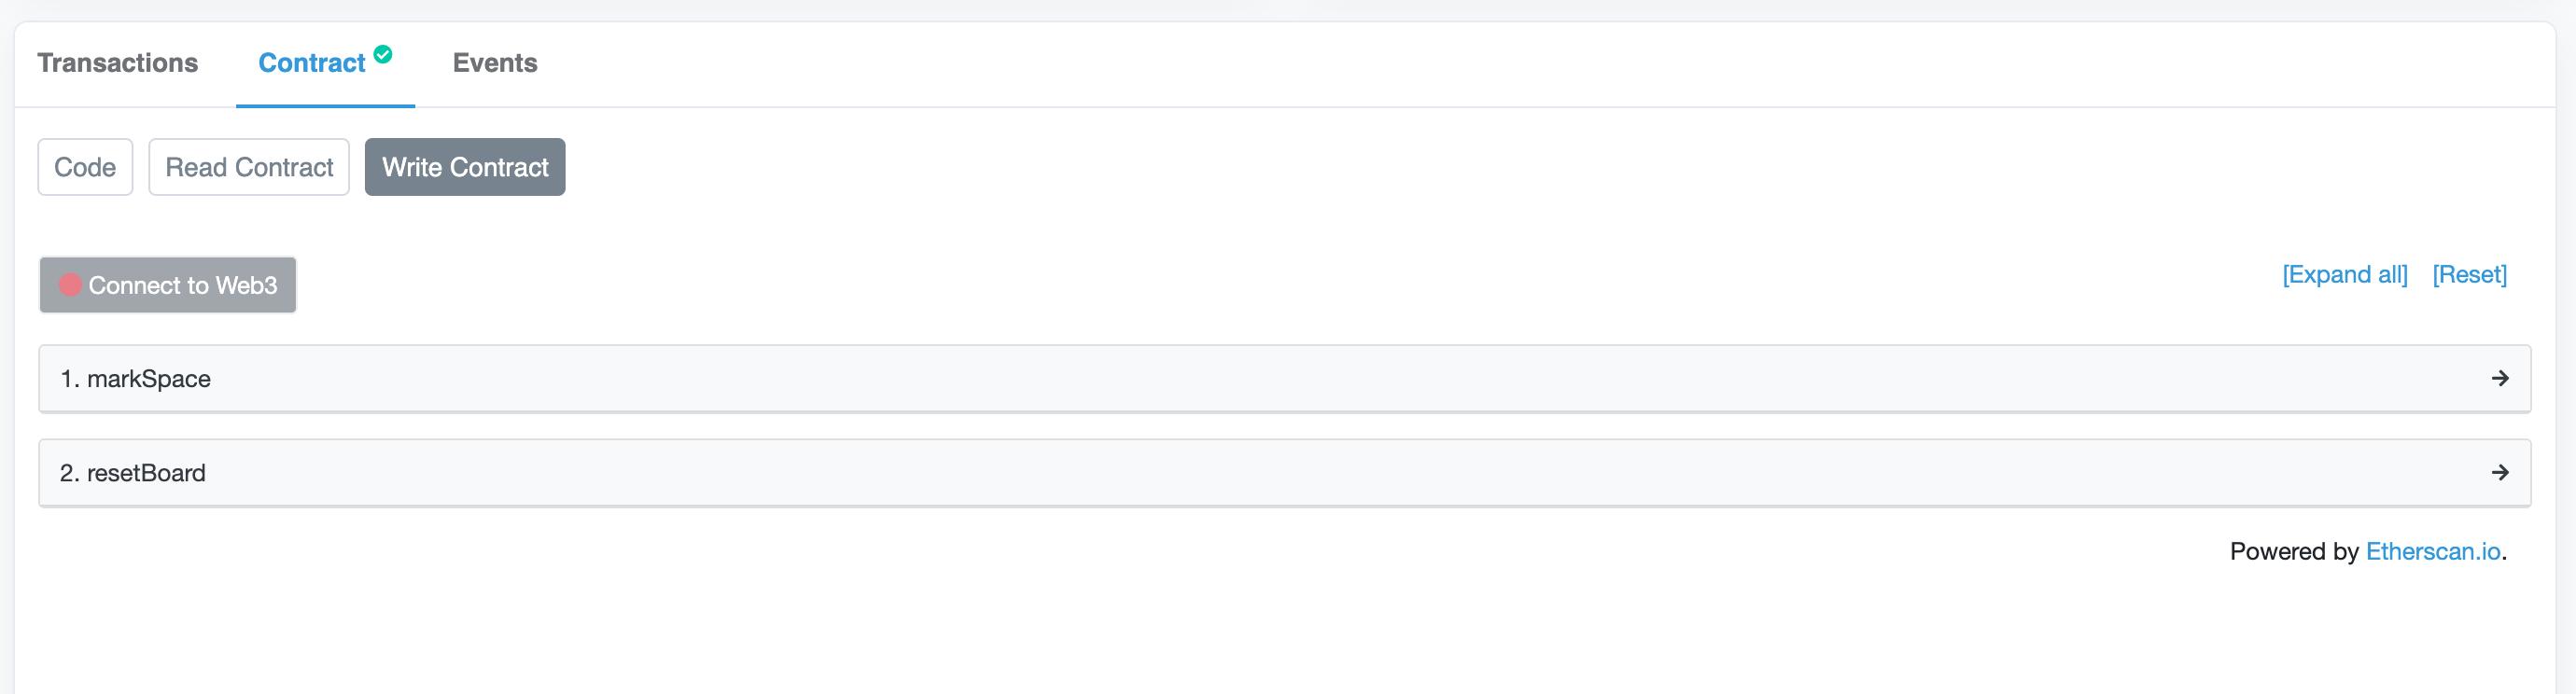 Transactions Contract Events
Code Read Contract Write Contract
Connect to Web3 [Expand all] [Reset]
1. markSpace
2. resetBoard
Powered by Etherscan.io.